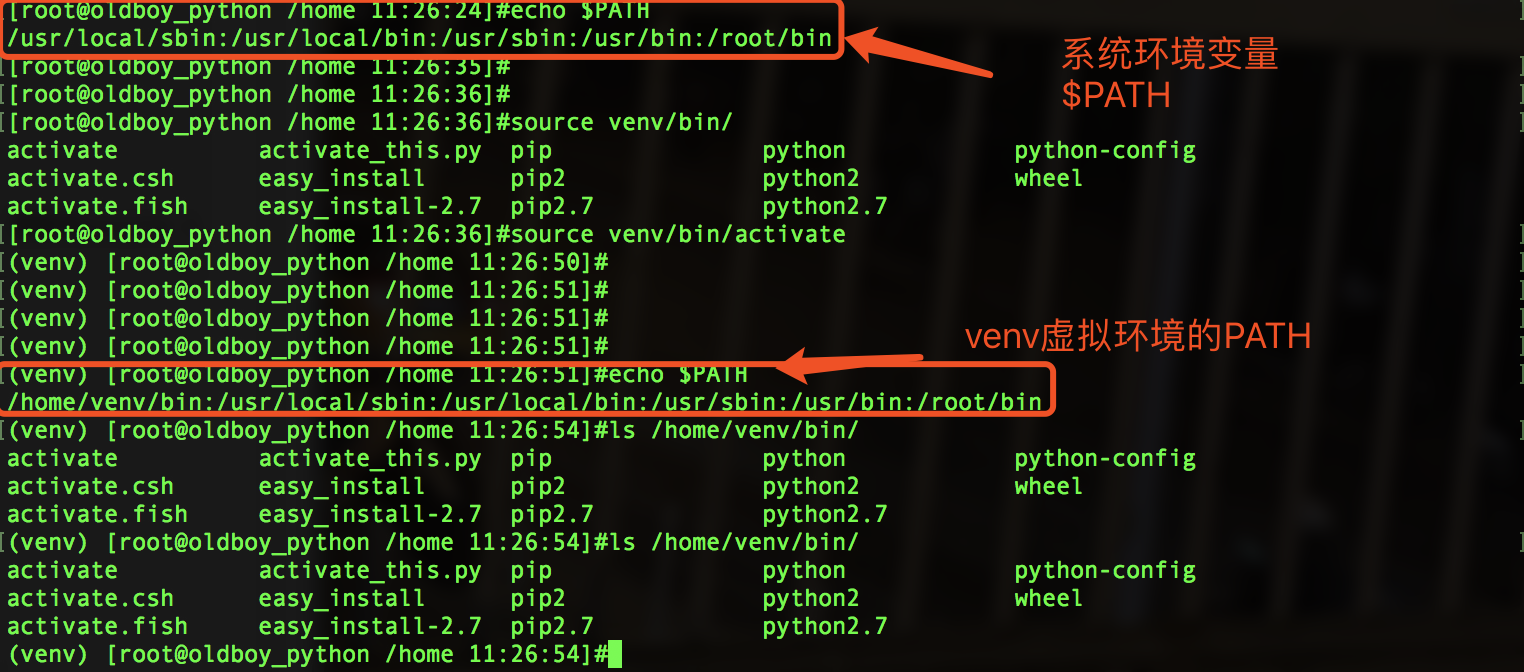 [root@oldboy_python /home 11:26:24]#echo $PATH
/usr/local/sbin:/usr/local/bin:/usr/sbin:/usr/bin:/root/bin
[root@oldboy_python /home 11:26:35]#
系统环境变量
[root@oldboy_python /home 11:26:36]#
$PATH
[root@oldboy_python /home 11:26:36]#source venv/bin/
activate activate_this.py pip python python-config
activate.csh easy_install pip2 python2 wheel
activate.fish easy_install-2.7 pip2.7 python2.7
[root@oldboy_python /home 11:26:36]#source venv/bin/activate
(venv) [root@oldboy_python /home 11:26:50]#
(venv) [root@oldboy_python /home 11:26:51]#
(venv) [root@oldboy_python /home 11:26:51]#
(venv) [root@oldboy_python /home 11:26:51]#
venv虚拟环境的PATH
(venv) [root@oldboy_python /home 11:26:51]#echo $PATH
/home/venv/bin:/usr/local/sbin:/usr/local/bin:/usr/sbin:/usr/bin:/root/bin
(venv) [root@oldboy_python /home 11:26:54]#ls /home/venv/bin/
activate activate_this.py pip python python-config
activate.csh easy_install pip2 python2 wheel
activate.fish easy_install-2.7 pip2.7 python2.7
(venv) [root@oldboy_python /home 11:26:54]#ls /home/venv/bin/
activate activate_this.py pip python python-config
activate.csh easy_install pip2 python2 wheel
activate.fish easy_install-2.7 pip2.7 python2.7
(venv) [root@oldboy_python /home 11:26:54]#